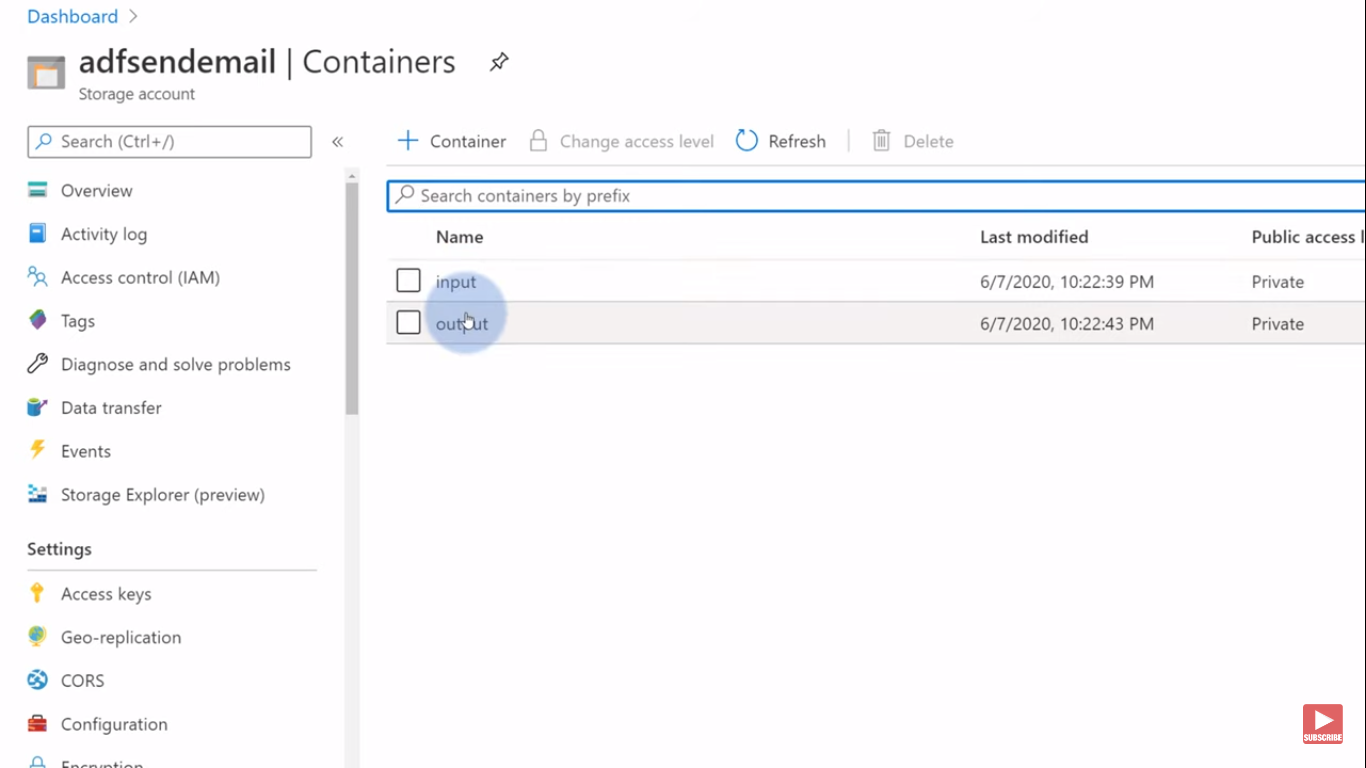 Dashboard
adfsendemail | Containers
Storage account
Search (Ctrl+/)
Overview
Activity log
Access control (IAM)
Tags
Diagnose and solve problems
Data transfer
Events
Storage Explorer (preview)
Settings
Access keys
Geo-replication
CORS
Configuration
Encryption
Container Change access level Refresh Delete
Search containers by prefix
Name Last modified Public access l
input 6/7/2020, 10:22:39 PM Private
output 6/7/2020, 10:22:43 PM Private
SUBSCRIBE